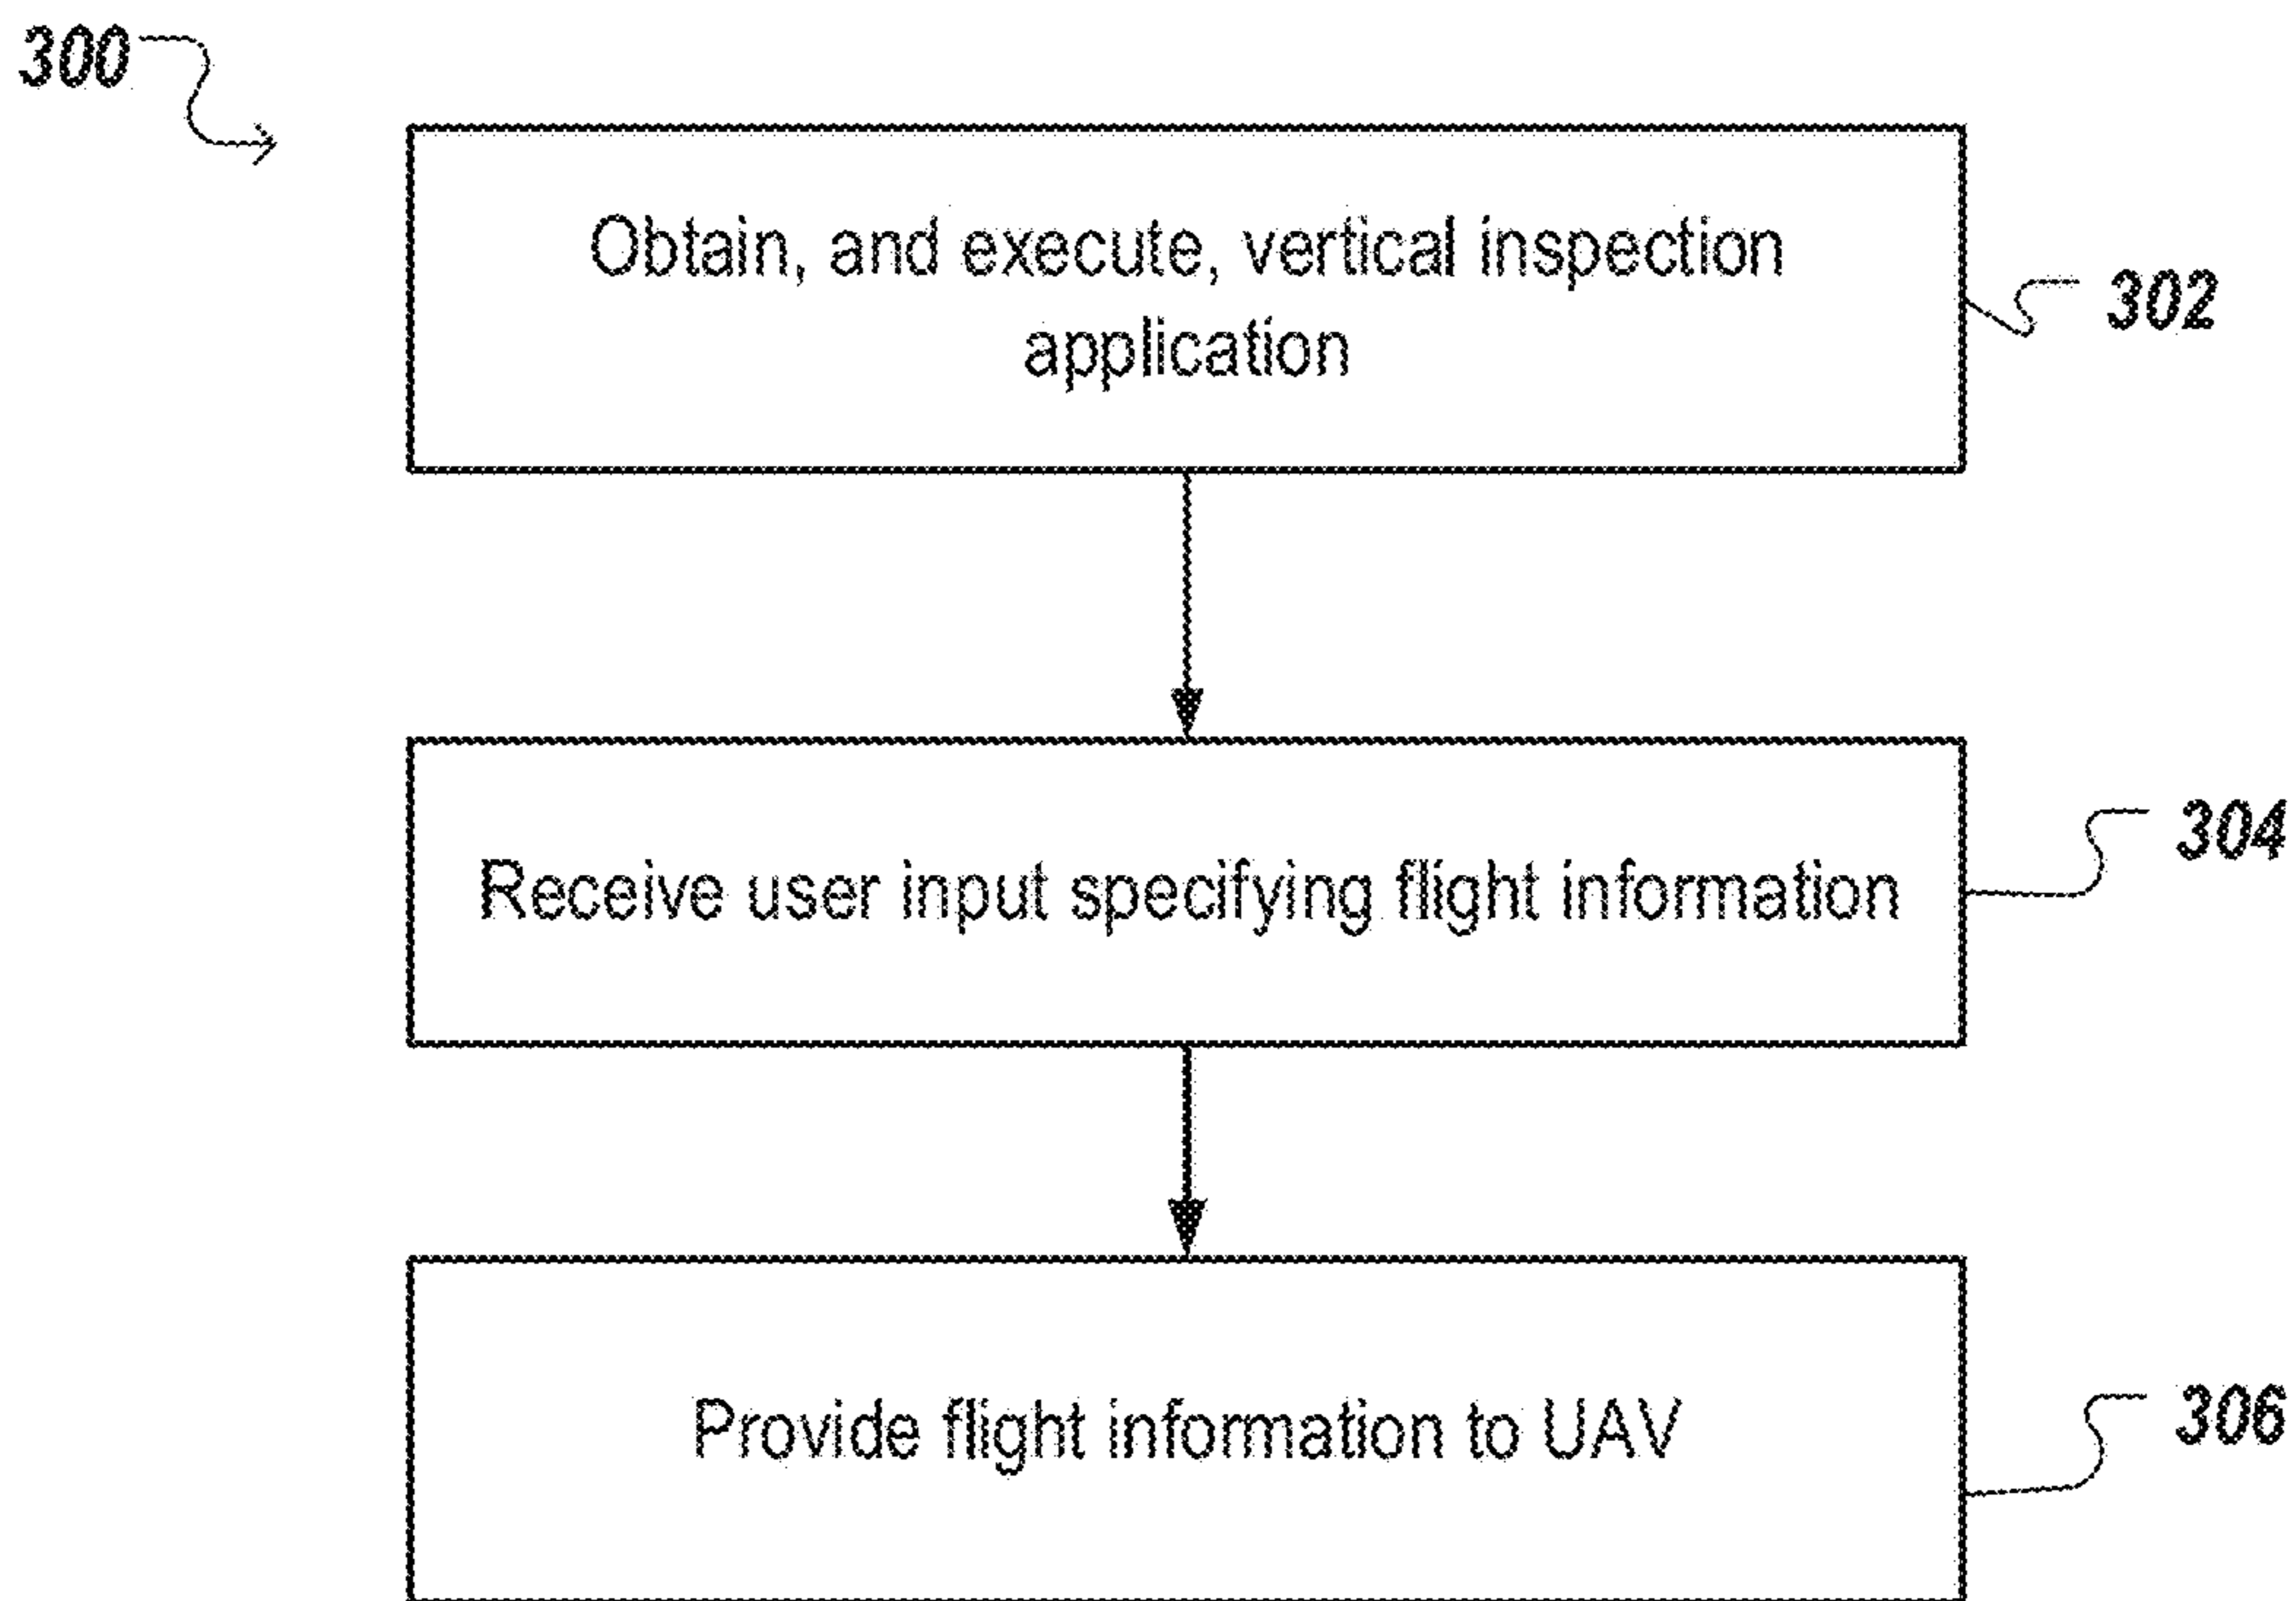 300
Obtain, and execute, vertical inspection
application
302
Receive user input specifying flight information
304
Provide flight information to UAV
306